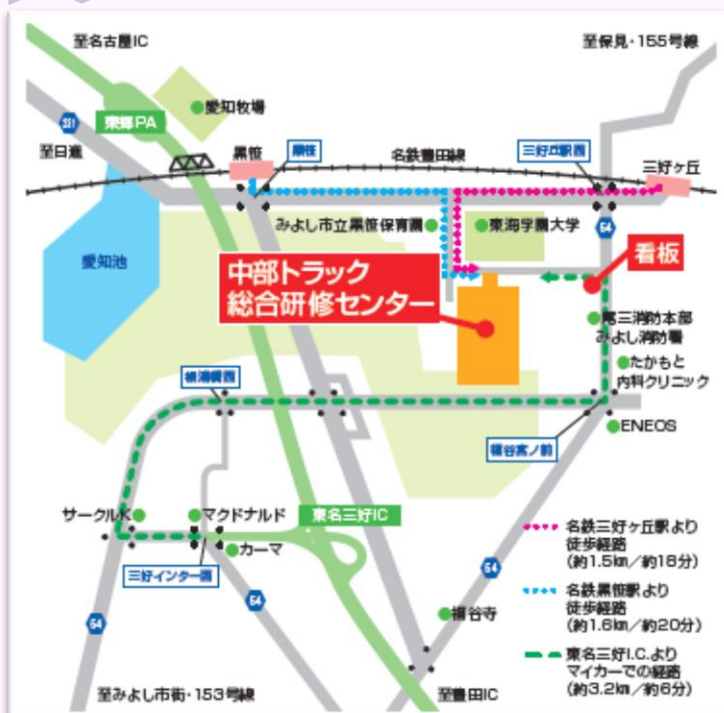 至名古屋IC
至保見・155号線
愛知牧場
231
東郷PA
至日進
黒笹
黒笹
名鉄豊田線
三好丘駅西
三好ヶ丘
みよし市立黒笹保育園
東海学園大学
54
愛知池
中部トラック
総合研修センター
看板
尾三消防本部
みよし消防署
たかもと
内科クリニック
根浦橋西
ENEOS
福谷宮ノ前
サークルK
マクドナルド
東名三好IC
カーマ
三好インター西
54
54
54
福谷寺
名鉄三好ヶ丘駅より
徒歩経路
(約1.5km/約18分)
名鉄黒笹駅より
徒歩経路
(約1.6km/約20分)
東名三好I.C.より
マイカーでの経路
(約3.2km/約6分)
至みよし市街・153号線
至豊田IC